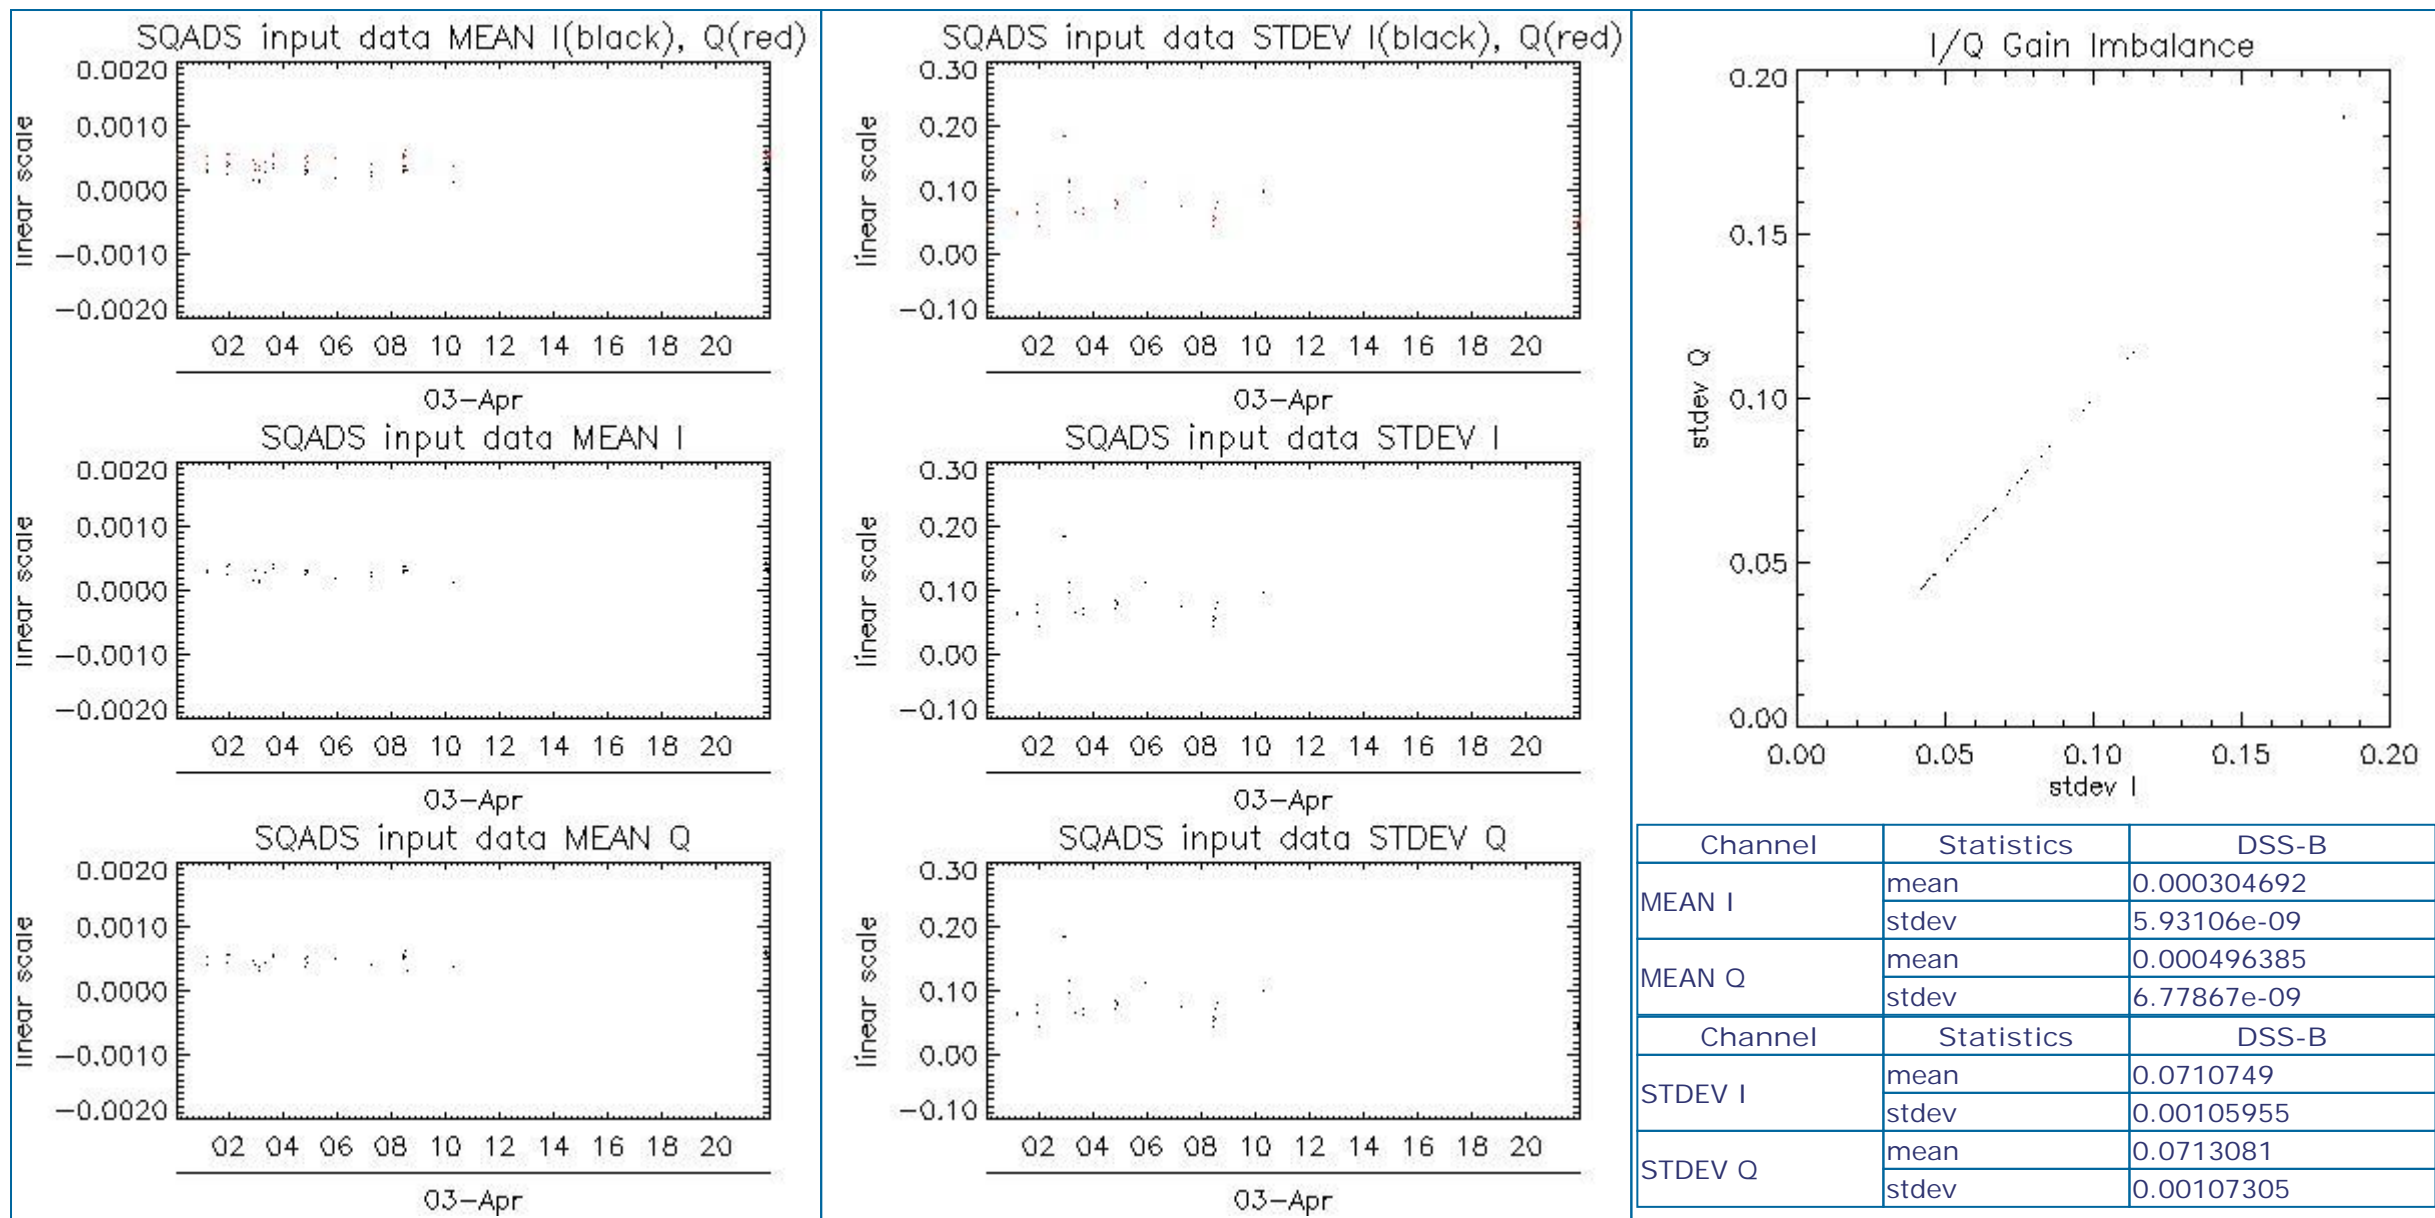 SQADS input data MEAN I(black), Q(red)
0.0020
0.0010
0.0000
−0.0010
−0.0020
linear scale
02 04 06 08 10 12 14 16 18 20
03−Apr
SQADS input data MEAN I
0.0020
0.0010
0.0000
−0.0010
−0.0020
linear scale
02 04 06 08 10 12 14 16 18 20
03−Apr
SQADS input data MEAN Q
0.0020
0.0010
0.0000
−0.0010
−0.0020
linear scale
02 04 06 08 10 12 14 16 18 20
03−Apr
SQADS input data STDEV I(black), Q(red)
0.30
0.20
0.10
0.00
−0.10
linear scale
02 04 06 08 10 12 14 16 18 20
03−Apr
SQADS input data STDEV I
0.30
0.20
0.10
0.00
−0.10
linear scale
02 04 06 08 10 12 14 16 18 20
03−Apr
SQADS input data STDEV Q
0.30
0.20
0.10
0.00
−0.10
linear scale
02 04 06 08 10 12 14 16 18 20
03−Apr
I/Q Gain Imbalance
0.20
0.15
0.10
0.05
0.00
stdev Q
0.00 0.05 0.10 0.15 0.20
stdev I
Channel Statistics DSS-B
MEAN I mean 0.000304692
stdev 5.93106e-09
MEAN Q mean 0.000496385
stdev 6.77867e-09
Channel Statistics DSS-B
STDEV I mean 0.0710749
stdev 0.00105955
STDEV Q mean 0.0713081
stdev 0.00107305